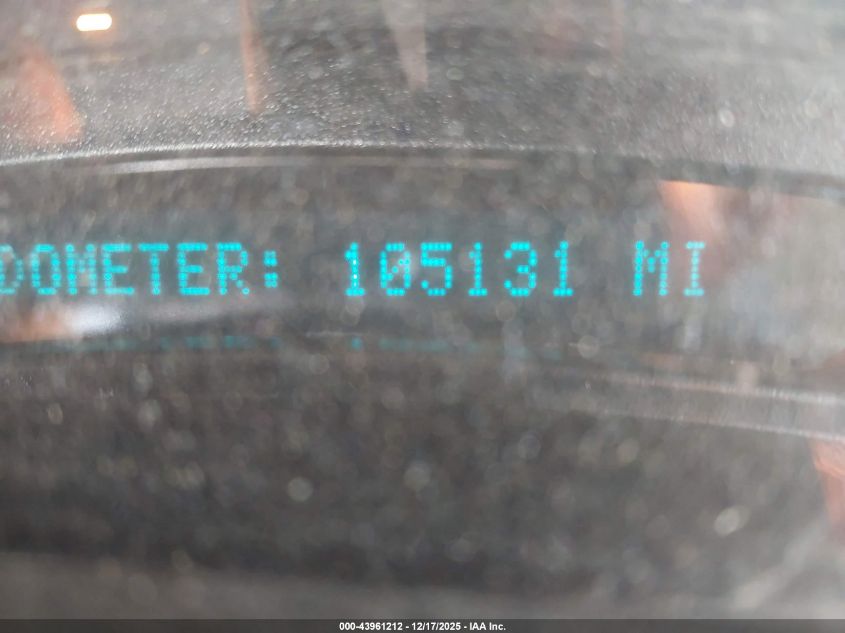 DOMETER: 105131 MI
000-43961212 - 12/17/2025 - IAA Inc.